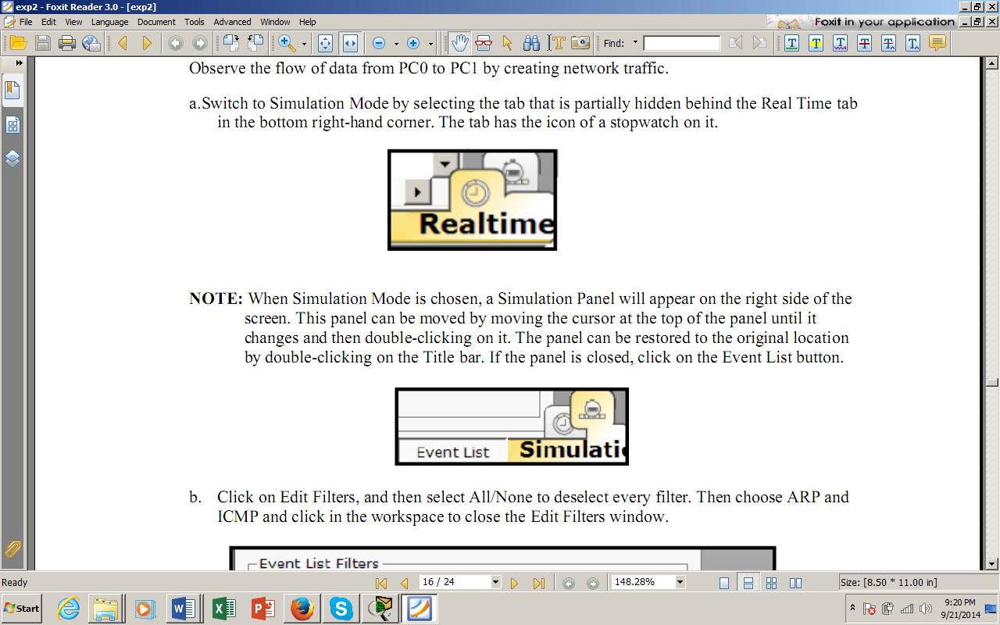 exp2 - Foxit Reader 3.0 - [exp2]
File Edit View Language Document Tools Advanced Window Help
Foxit in your application
Find:
Observe the flow of data from PC0 to PC1 by creating network traffic.
a.Switch to Simulation Mode by selecting the tab that is partially hidden behind the Real Time tab
in the bottom right-hand corner. The tab has the icon of a stopwatch on it.
Realtime
NOTE: When Simulation Mode is chosen, a Simulation Panel will appear on the right side of the
screen. This panel can be moved by moving the cursor at the top of the panel until it
changes and then double-clicking on it. The panel can be restored to the original location
by double-clicking on the Title bar. If the panel is closed, click on the Event List button.
Event List Simulatio
b. Click on Edit Filters, and then select All/None to deselect every filter. Then choose ARP and
ICMP and click in the workspace to close the Edit Filters window.
Event List Filters
Ready 16 / 24 148.28% Size: [8.50 * 11.00 in]
Start 9:20 PM
9/21/2014